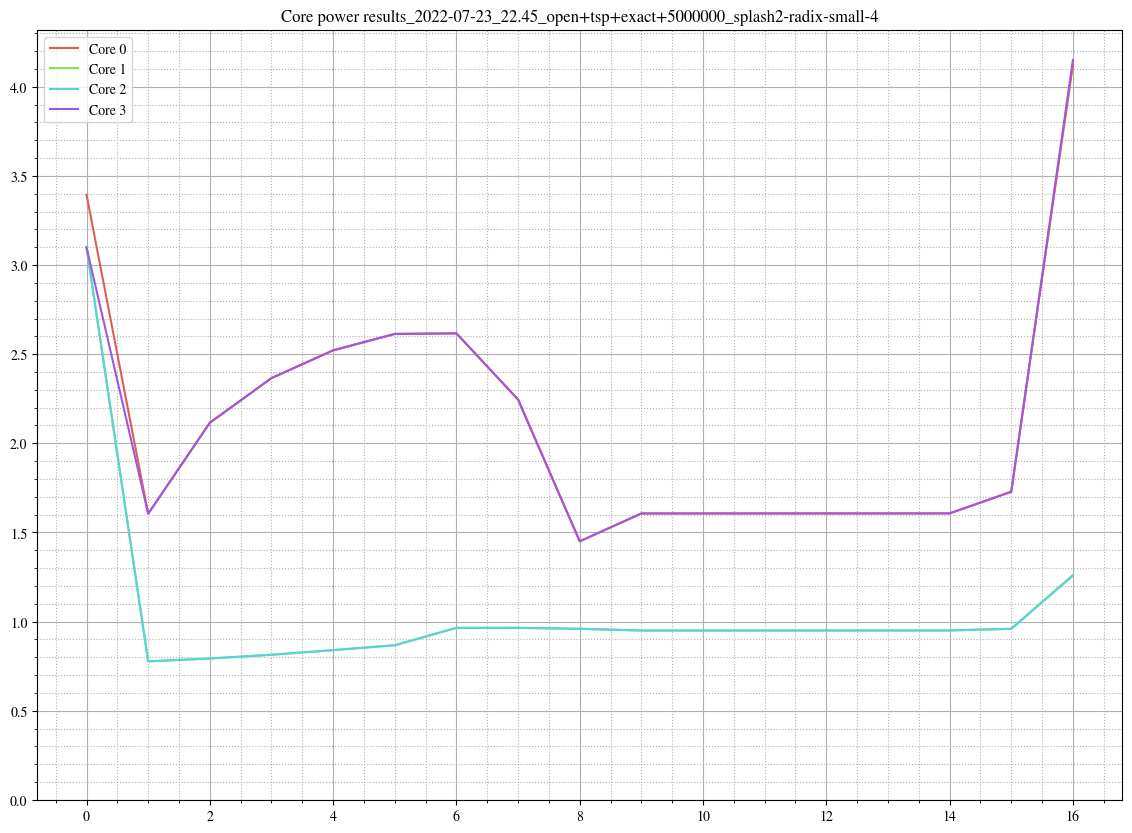 Core power results_2022-07-23_22.45_open+tsp+exact+5000000_splash2-radix-small-4
Core 0
Core 1
Core 2
Core 3
4.0
3.5
3.0
2.5
2.0
1.5
1.0
0.5
0.0
0 2 4 6 8 10 12 14 16